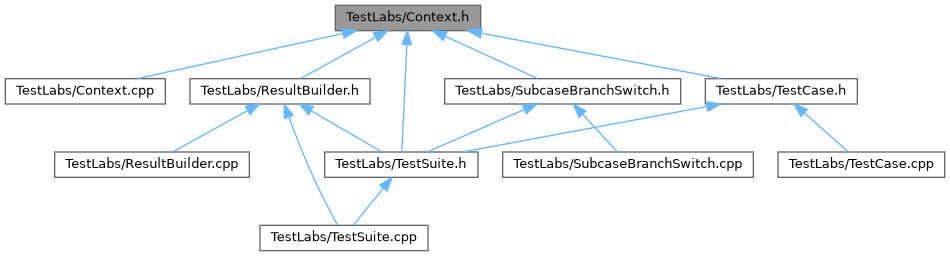 TestLabs/Context.h
TestLabs/Context.cpp
TestLabs/ResultBuilder.h
TestLabs/SubcaseBranchSwitch.h
TestLabs/TestCase.h
TestLabs/ResultBuilder.cpp
TestLabs/TestSuite.h
TestLabs/SubcaseBranchSwitch.cpp
TestLabs/TestCase.cpp
TestLabs/TestSuite.cpp